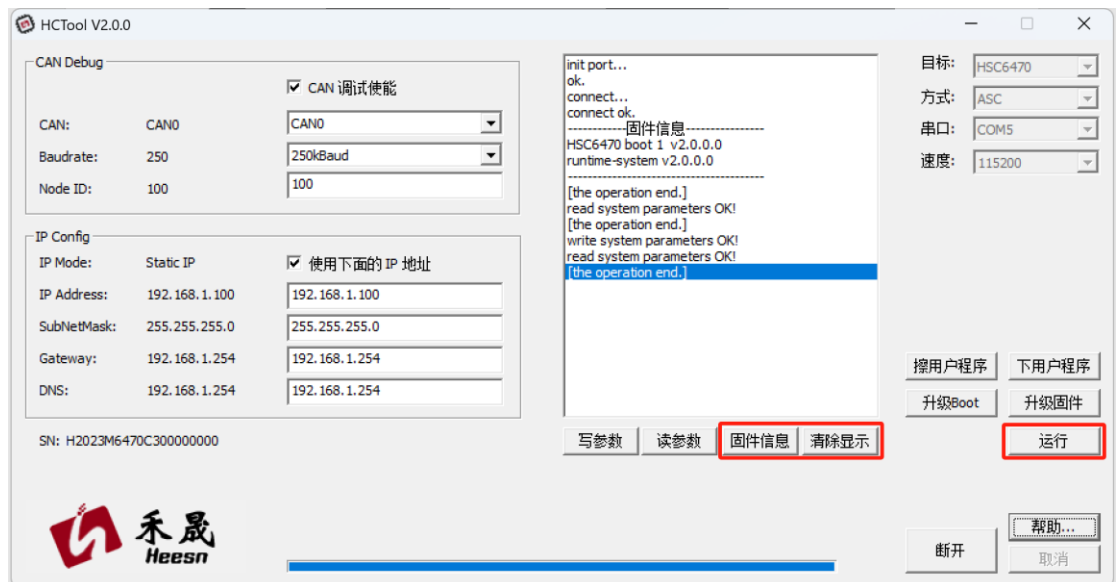 HCTool V2.0.0
CAN Debug
CAN 调试使能
CAN: CAN0 CAN0
Baudrate: 250 250kBaud
Node ID: 100 100
IP Config
IP Mode: Static IP 使用下面的 IP 地址
IP Address: 192.168.1.100 192.168.1.100
SubNetMask: 255.255.255.0 255.255.255.0
Gateway: 192.168.1.254 192.168.1.254
DNS: 192.168.1.254 192.168.1.254
SN: H2023M6470C300000000
禾晟
Heesn
init port...
ok.
connect...
connect ok.
------------固件信息----------------
HSC6470 boot 1 v2.0.0.0
runtime-system v2.0.0.0
----------------------------------------
[the operation end.]
read system parameters OK!
[the operation end.]
write system parameters OK!
read system parameters OK!
[the operation end.]
写参数 读参数 固件信息 清除显示
目标: HSC6470
方式: ASC
串口: COM5
速度: 115200
擦用户程序 下用户程序
升级Boot 升级固件
运行
帮助...
断开
取消